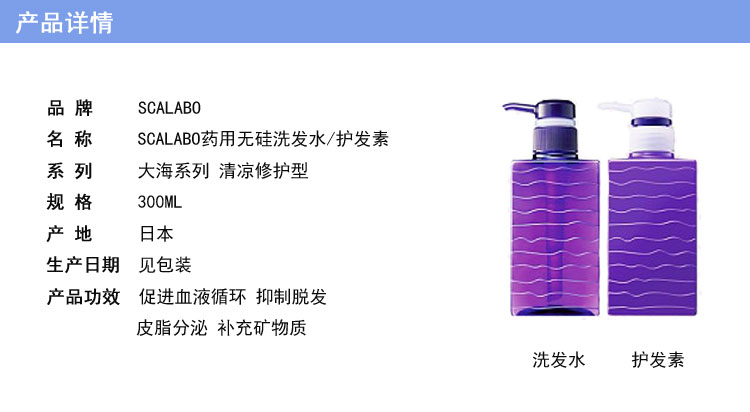 产品详情
品 牌 SCALABO
名 称 SCALABO药用无硅洗发水/护发素
系 列 大海系列 清凉修护型
规 格 300ML
产 地 日本
生产日期 见包装
产品功效 促进血液循环 抑制脱发
皮脂分泌 补充矿物质
洗发水 护发素